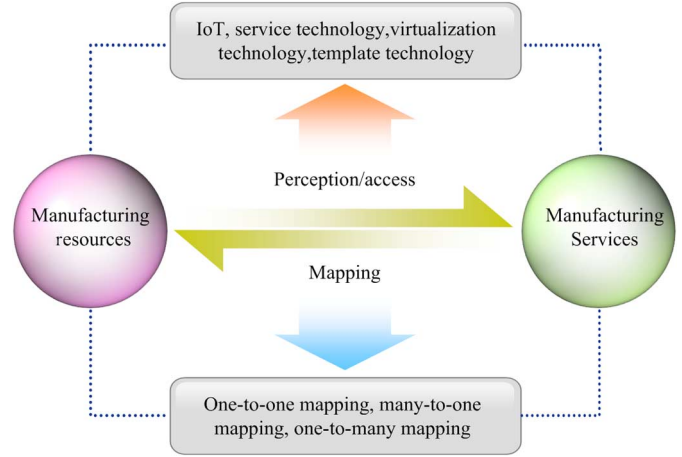 IoT, service technology,virtualization
technology,template technology
Perception/access
Manufacturing
resources
Manufacturing
Services
Mapping
One-to-one mapping, many-to-one
mapping, one-to-many mapping